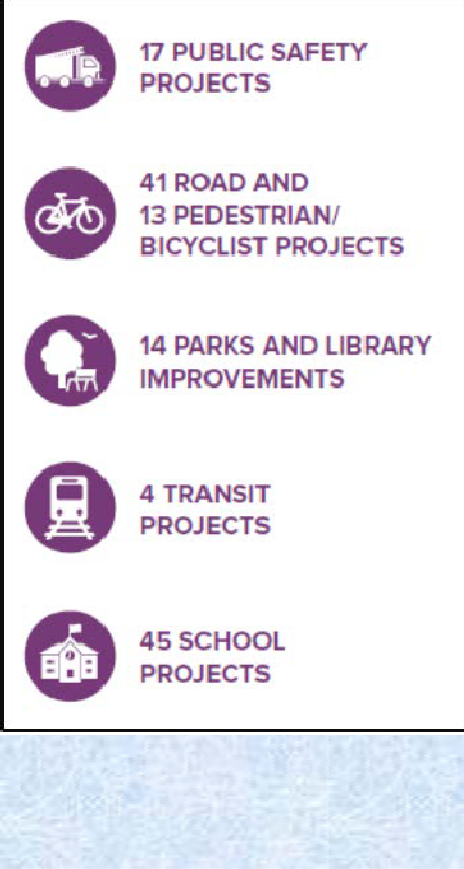 17 PUBLIC SAFETY
PROJECTS
41 ROAD AND
13 PEDESTRIAN/
BICYCLIST PROJECTS
14 PARKS AND LIBRARY
IMPROVEMENTS
4 TRANSIT
PROJECTS
45 SCHOOL
PROJECTS